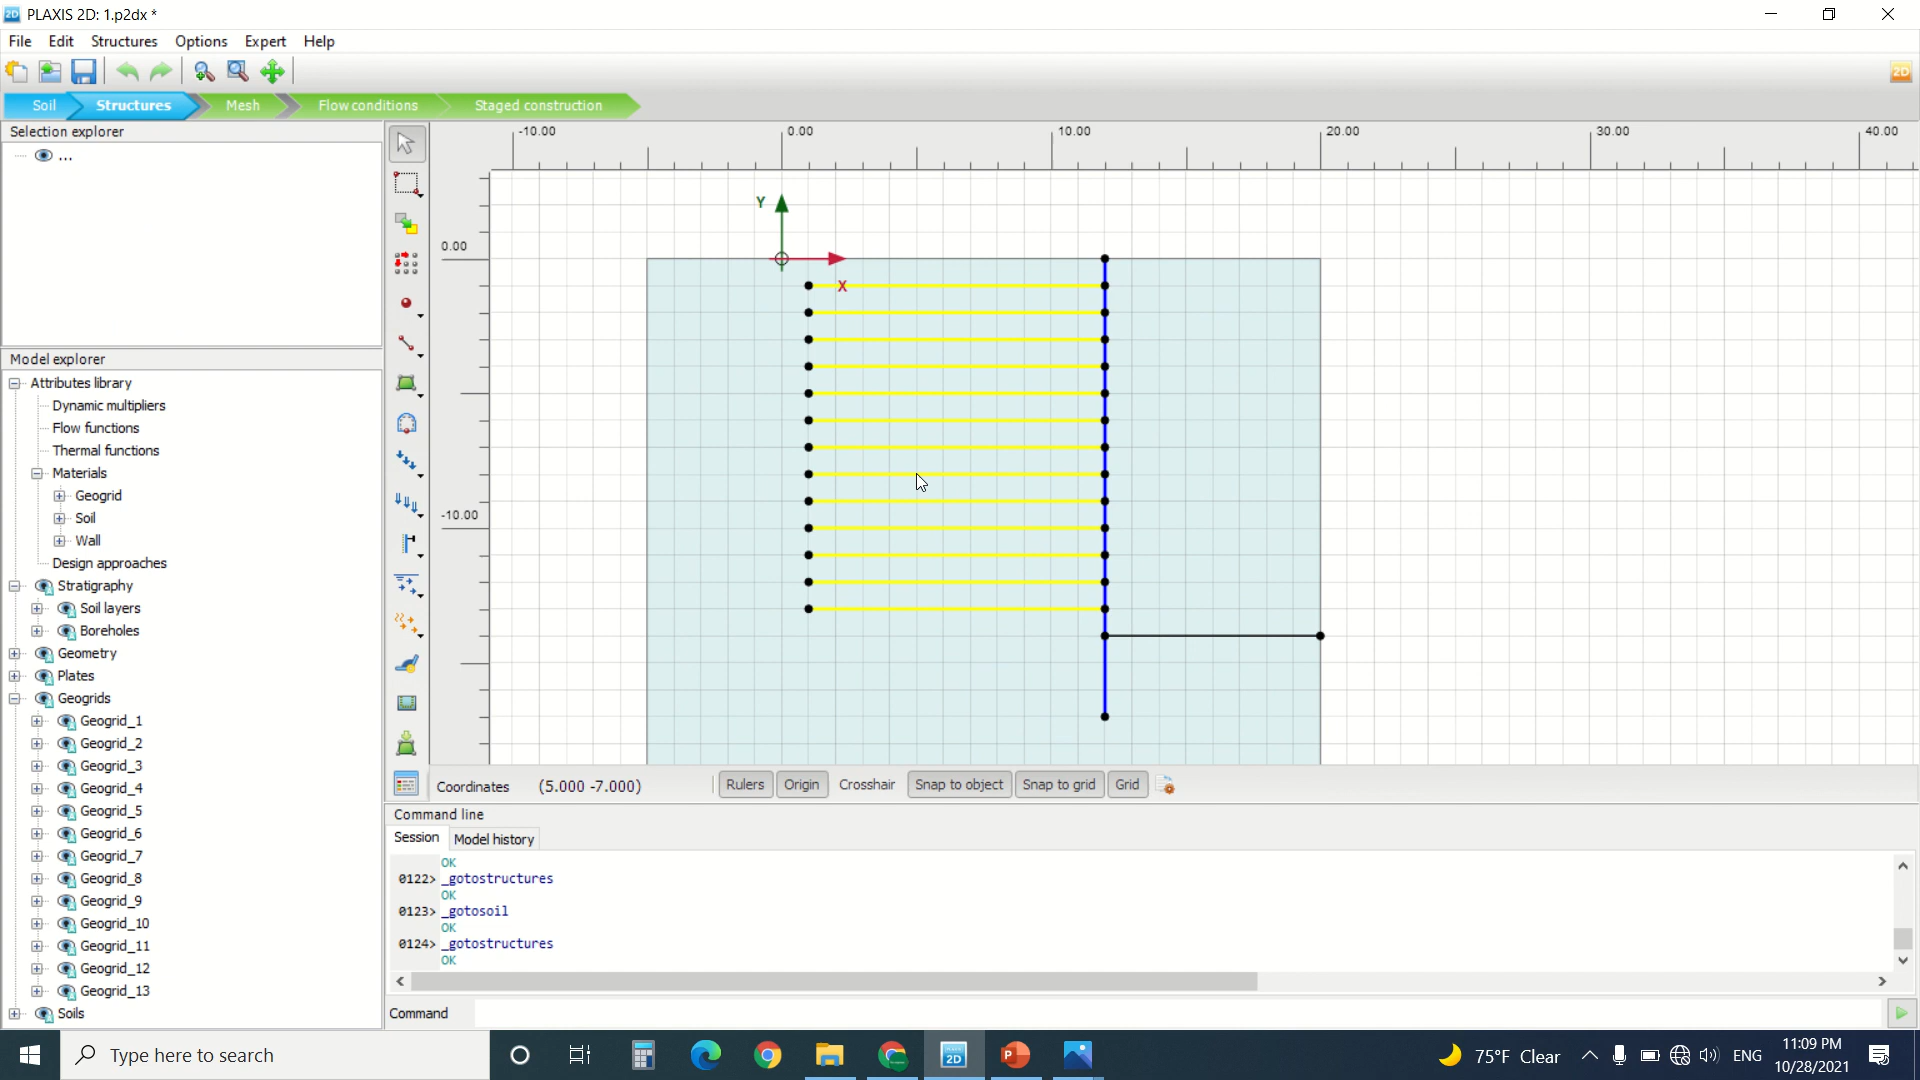 PLAXIS 2D: 1.p2dx *
File Edit Structures Options Expert Help
2D
Soil Structures Mesh Flow conditions Staged construction
Selection explorer
...
Model explorer
Attributes library
Dynamic multipliers
Flow functions
Thermal functions
Materials
Geogrid
Soil
Wall
Design approaches
Stratigraphy
Soil layers
Boreholes
Geometry
Plates
Geogrids
Geogrid_1
Geogrid_2
Geogrid_3
Geogrid_4
Geogrid_5
Geogrid_6
Geogrid_7
Geogrid_8
Geogrid_9
Geogrid_10
Geogrid_11
Geogrid_12
Geogrid_13
Soils
-10.00 0.00 10.00 20.00 30.00 40.00
Y
0.00
X
-10.00
Coordinates (5.000 -7.000) Rulers Origin Crosshair Snap to object Snap to grid Grid
Command line
Session Model history
OK
0122> _gotostructures
OK
0123> _gotosoil
OK
0124> _gotostructures
OK
Command
Type here to search
2D
75°F Clear
ENG
11:09 PM
10/28/2021